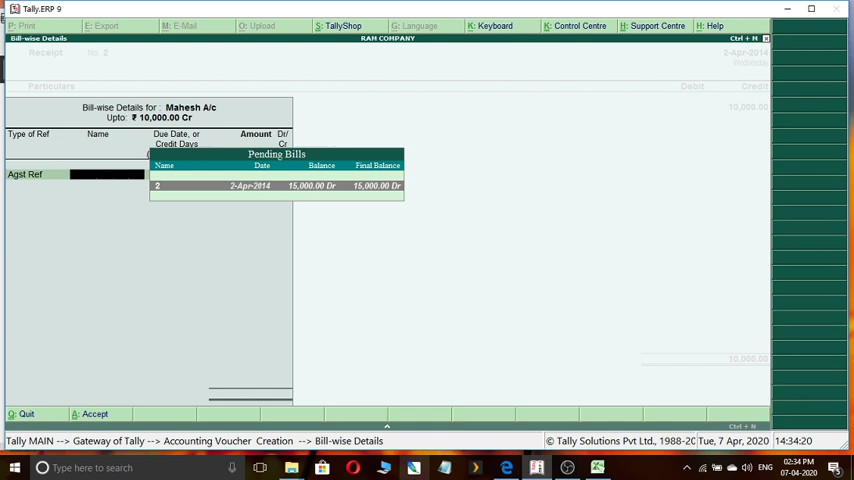 Tally.ERP 9
P: Print E: Export M: E-Mail O: Upload S: TallyShop G: Language K: Keyboard K: Control Centre H: Support Centre H: Help
Bill-wise Details RAM COMPANY Ctrl + M
Receipt No. 2 2-Apr-2014
Wednesday
Particulars Debit Credit
10,000.00
Bill-wise Details for : Mahesh A/c
Upto: ₹ 10,000.00 Cr
Type of Ref Name Due Date, or Amount Dr/
Credit Days Cr
Pending Bills
Name Date Balance Final Balance
Agst Ref
2 2-Apr-2014 15,000.00 Dr 15,000.00 Dr
10,000.00
Q: Quit A: Accept
Ctrl + N
Tally MAIN --> Gateway of Tally --> Accounting Voucher Creation --> Bill-wise Details © Tally Solutions Pvt Ltd., 1988-20 Tue, 7 Apr, 2020 14:34:20
Type here to search ENG 02:34 PM
07-04-2020